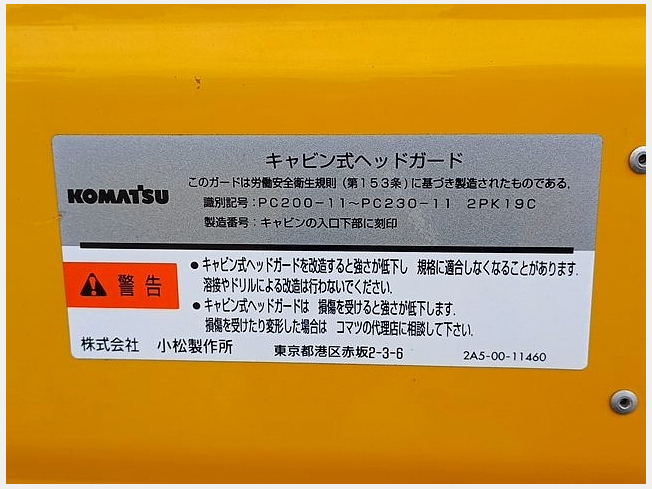 キャビン式ヘッドガード
このガードは労働安全衛生規則（第153条）に基づき製造されたものである.
KOMATSU
識別記号：PC200-11～PC230-11 2PK19C
製造番号：キャビンの入口下部に刻印
警告
●キャビン式ヘッドガードを改造すると強さが低下し 規格に適合しなくなることがあります.
溶接やドリルによる改造は行わないでください.
●キャビン式ヘッドガードは 損傷を受けると強さが低下します.
損傷を受けたり変形した場合は コマツの代理店に相談して下さい.
株式会社 小松製作所 東京都港区赤坂2-3-6 2A5-00-11460